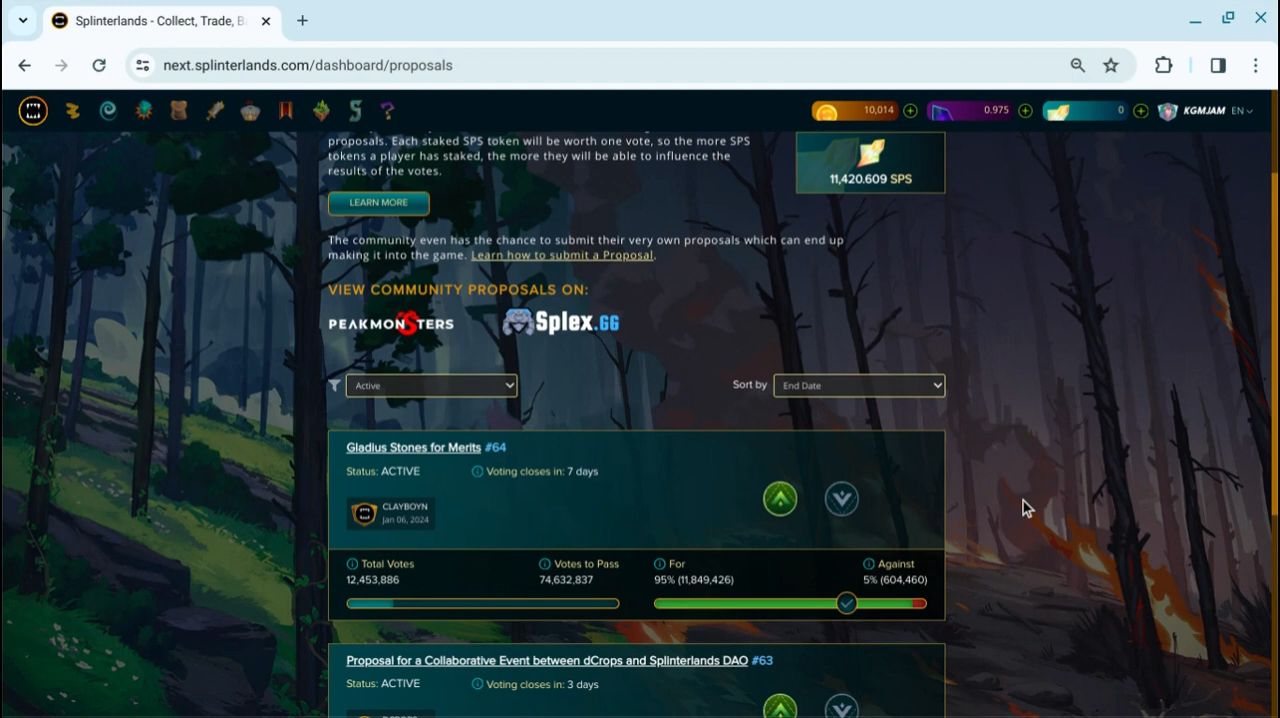 Splinterlands - Collect, Trade, B
next.splinterlands.com/dashboard/proposals
10,014
0.975
0
KGMJAM EN
proposals. Each staked SPS token will be worth one vote, so the more SPS
tokens a player has staked, the more they will be able to influence the
results of the votes.
11,420.609 SPS
LEARN MORE
The community even has the chance to submit their very own proposals which can end up
making it into the game. Learn how to submit a Proposal.
VIEW COMMUNITY PROPOSALS ON:
PEAKMONSTERS
Splex.GG
Active
Sort by End Date
Gladius Stones for Merits #64
Status: ACTIVE
Voting closes in: 7 days
CLAYBOYN
Jan 06, 2024
Total Votes
12,453,886
Votes to Pass
74,632,837
For
95% (11,849,426)
Against
5% (604,460)
Proposal for a Collaborative Event between dCrops and Splinterlands DAO #63
Status: ACTIVE
Voting closes in: 3 days